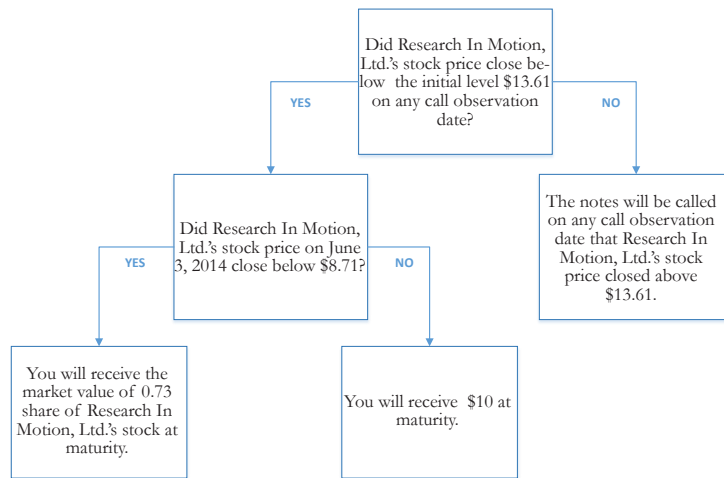 Did Research In Motion,
Ltd.'s stock price close be-
low the initial level $13.61
on any call observation
date?
YES
NO
Did Research In Motion,
Ltd.'s stock price on June
3, 2014 close below $8.71?
The notes will be called
on any call observation
date that Research In
Motion, Ltd.'s stock
price closed above
$13.61.
YES
NO
You will receive the
market value of 0.73
share of Research In
Motion, Ltd.'s stock at
maturity.
You will receive $10 at
maturity.